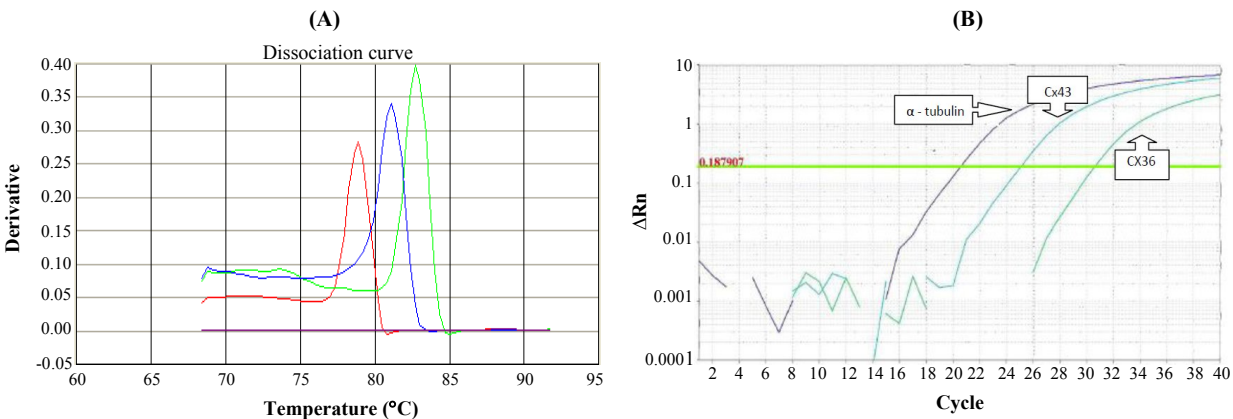 (A)
Dissociation curve
0.40
0.35
0.30
0.25
0.20
0.15
0.10
0.05
0.00
-0.05
60 65 70 75 80 85 90 95
Derivative
Temperature (°C)
(B)
10
1
0.1
0.01
0.001
0.0001
0.187907
α - tubulin
Cx43
CX36
2 4 6 8 10 12 14 16 18 20 22 24 26 28 30 32 34 36 38 40
ΔRn
Cycle